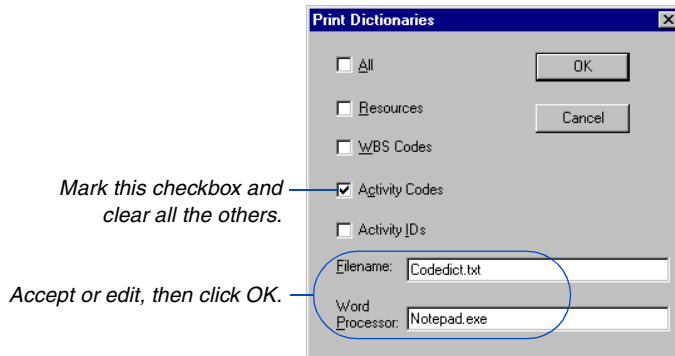 Print Dictionaries
All
OK
Resources
Cancel
WBS Codes
Mark this checkbox and
clear all the others.
Activity Codes
Activity IDs
Filename: Codedict.txt
Accept or edit, then click OK.
Word
Processor: Notepad.exe